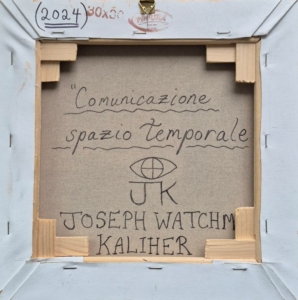 (2024) 30x30
"Comunicazione
spazio temporale
JK
JOSEPH WATCHM
KALIHER